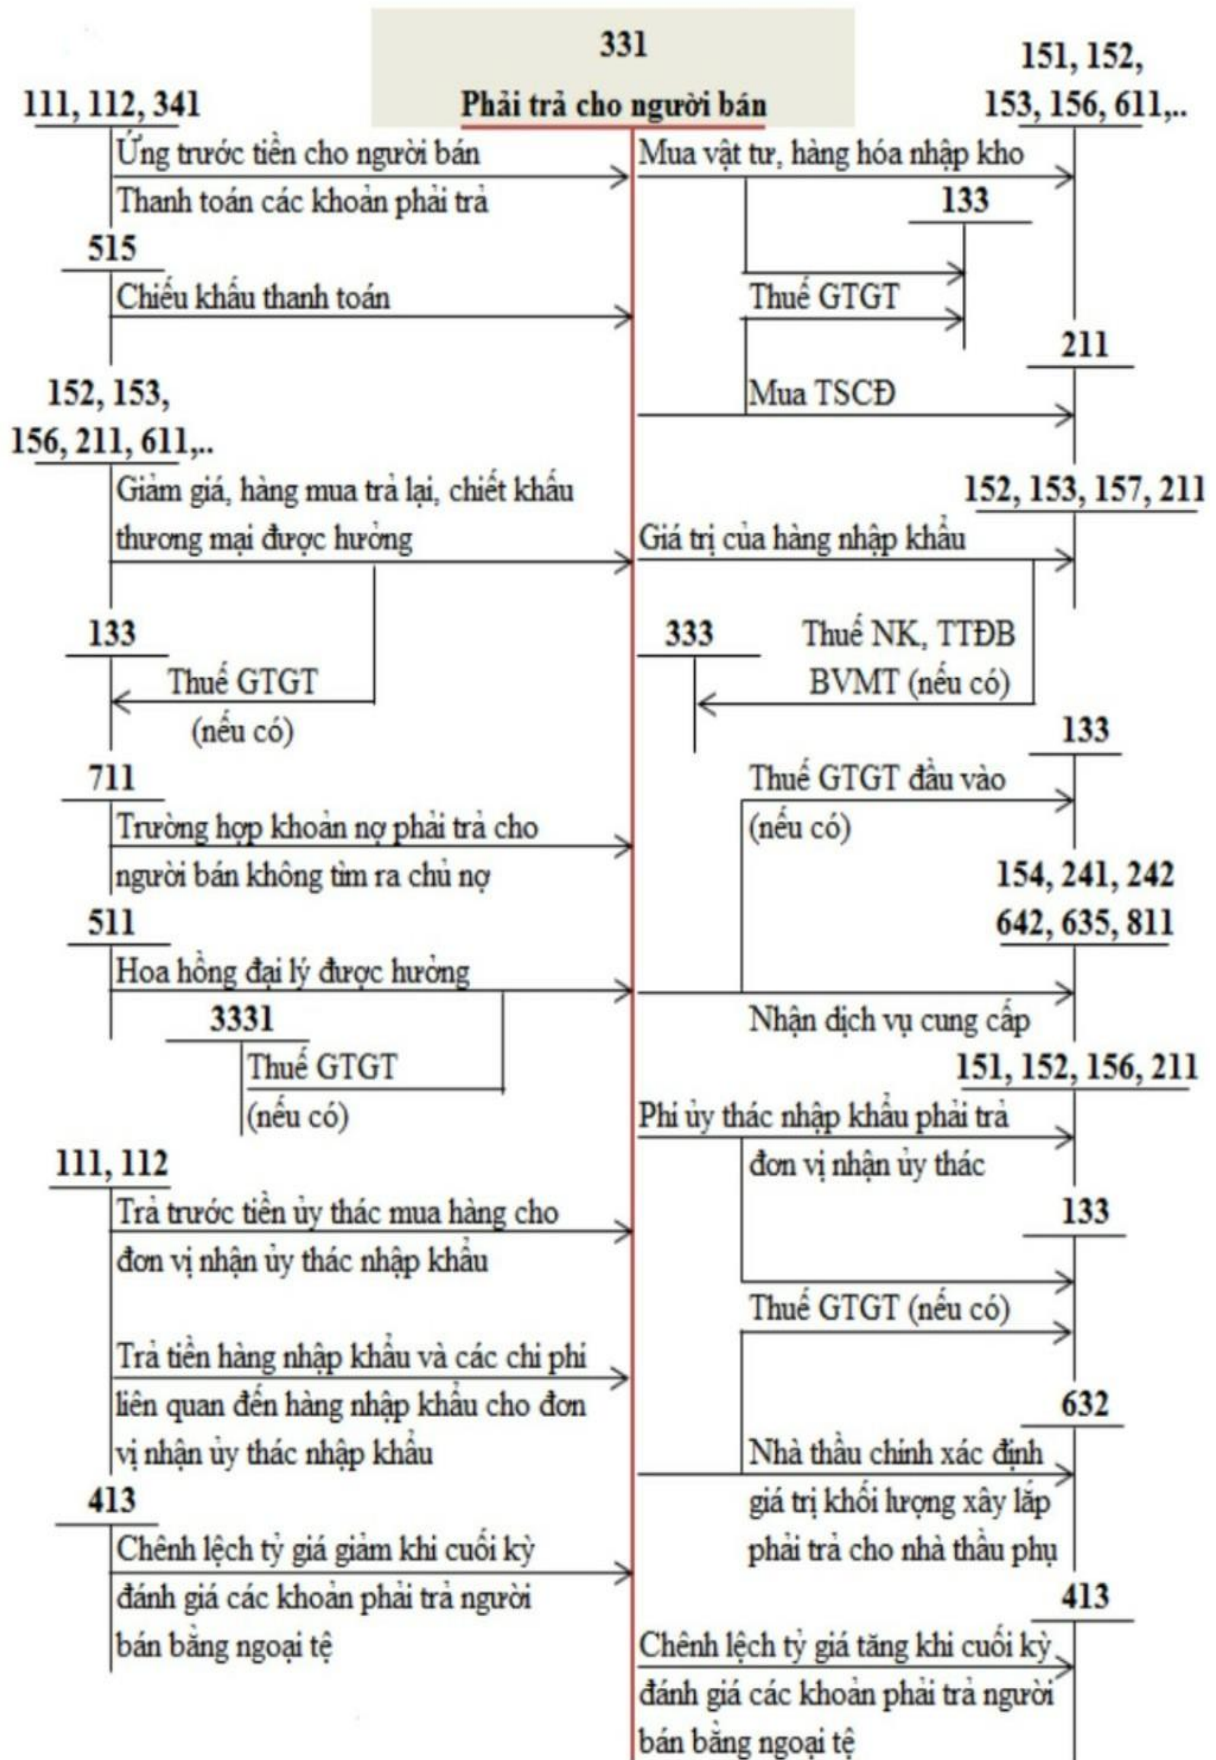 331
Phải trả cho người bán
111, 112, 341
Ứng trước tiền cho người bán
Thanh toán các khoản phải trả
515
Chiếu khấu thanh toán
152, 153,
156, 211, 611,..
Giảm giá, hàng mua trả lại, chiết khấu
thương mại được hưởng
133
Thuế GTGT
(nếu có)
711
Trường hợp khoản nợ phải trả cho
người bán không tìm ra chủ nợ
511
Hoa hồng đại lý được hưởng
3331
Thuế GTGT
(nếu có)
111, 112
Trả trước tiền ủy thác mua hàng cho
đơn vị nhận ủy thác nhập khẩu
Trả tiền hàng nhập khẩu và các chi phí
liên quan đến hàng nhập khẩu cho đơn
vị nhận ủy thác nhập khẩu
413
Chênh lệch tỷ giá giảm khi cuối kỳ
đánh giá các khoản phải trả người
bán bằng ngoại tệ
151, 152,
153, 156, 611,..
Mua vật tư, hàng hóa nhập kho
133
Thuế GTGT
211
Mua TSCĐ
152, 153, 157, 211
Giá trị của hàng nhập khẩu
333
Thuế NK, TTĐB
BVMT (nếu có)
133
Thuế GTGT đầu vào
(nếu có)
154, 241, 242
642, 635, 811
Nhận dịch vụ cung cấp
151, 152, 156, 211
Phí ủy thác nhập khẩu phải trả
đơn vị nhận ủy thác
133
Thuế GTGT (nếu có)
632
Nhà thầu chính xác định
giá trị khối lượng xây lắp
phải trả cho nhà thầu phụ
413
Chênh lệch tỷ giá tăng khi cuối kỳ
đánh giá các khoản phải trả người
bán bằng ngoại tệ